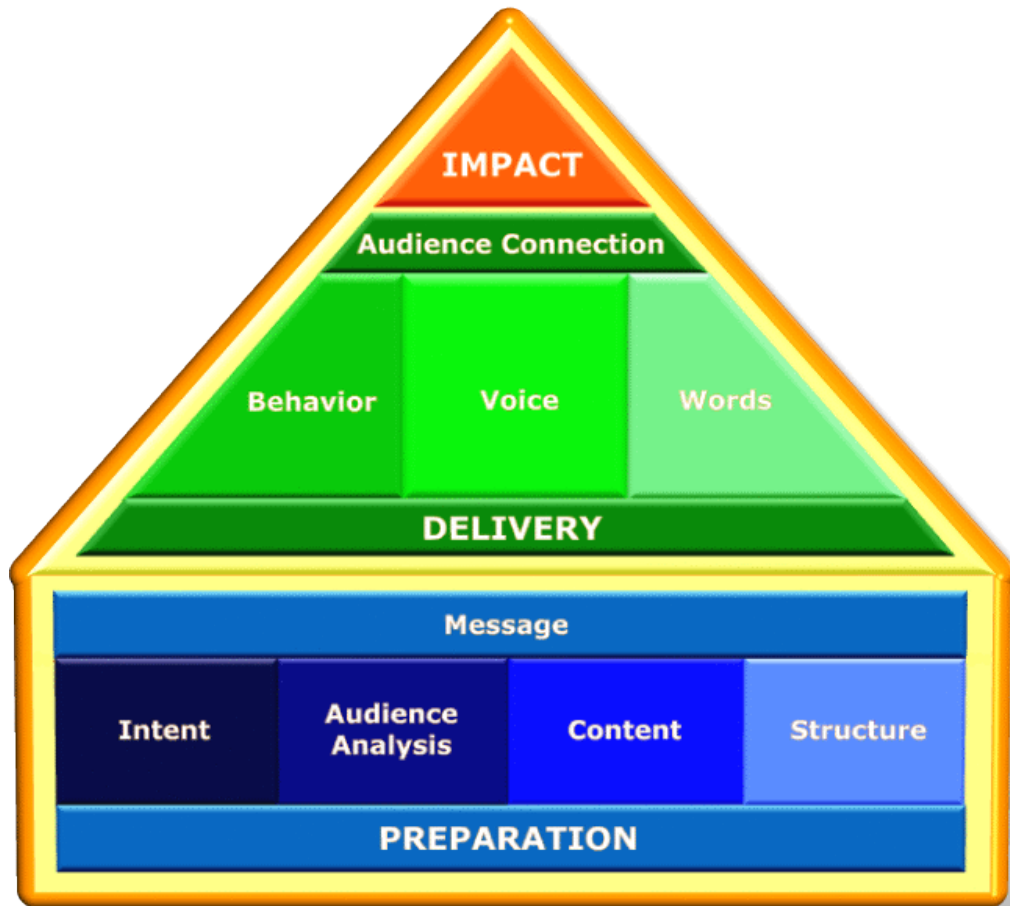 IMPACT
Audience Connection
Behavior
Voice
Words
DELIVERY
Message
Intent
Audience
Analysis
Content
Structure
PREPARATION